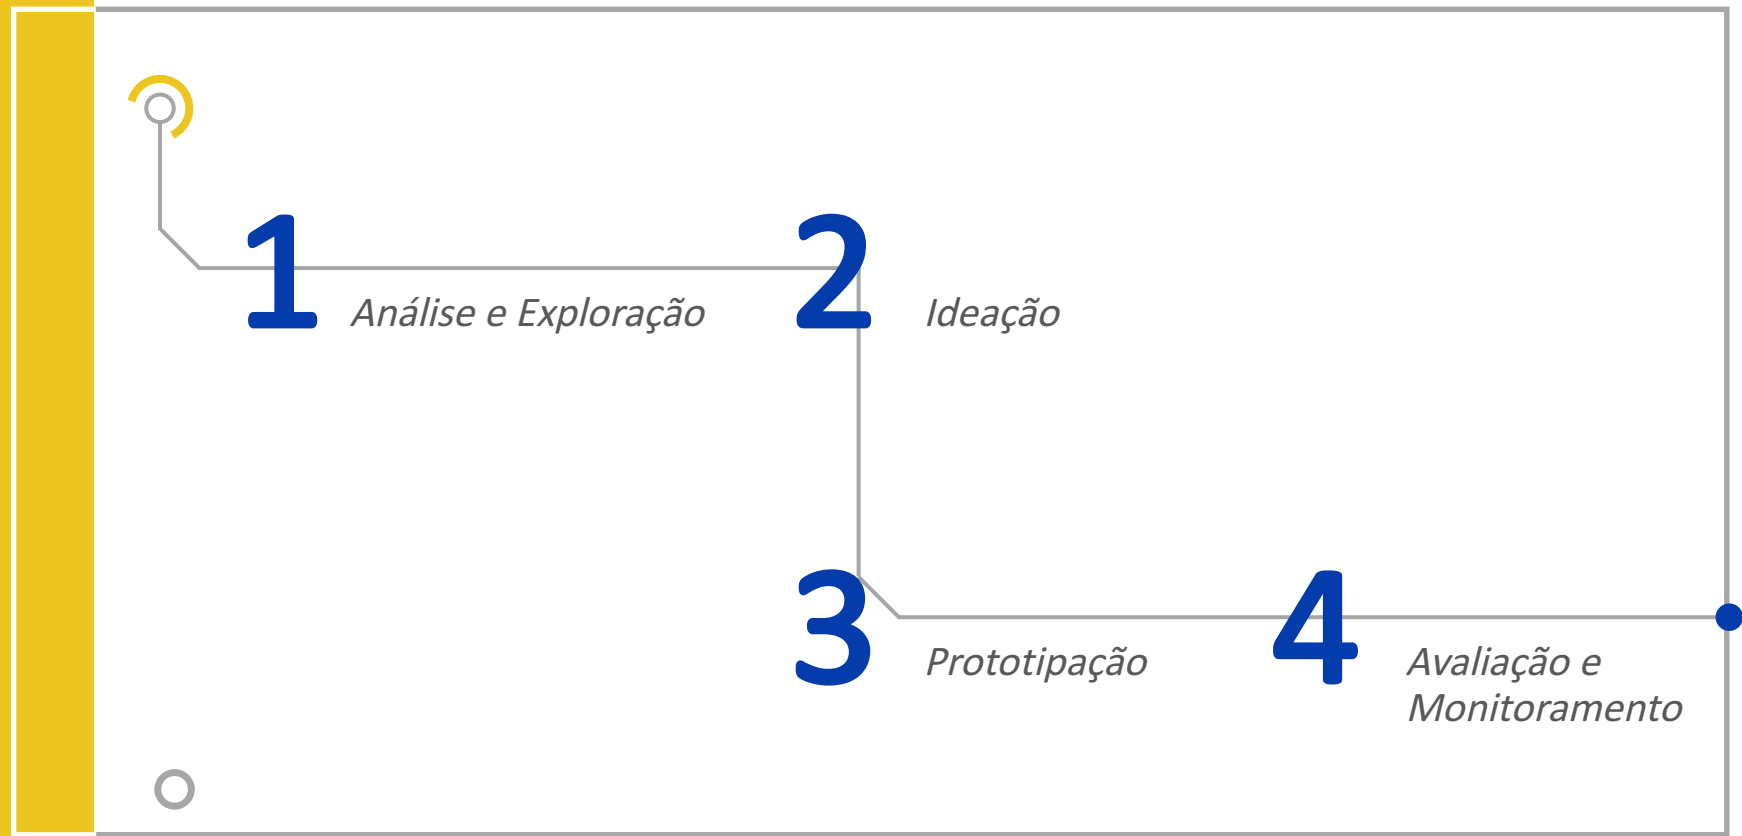 1
Análise e Exploração
2
Ideação
3
Prototipação
4
Avaliação e
Monitoramento